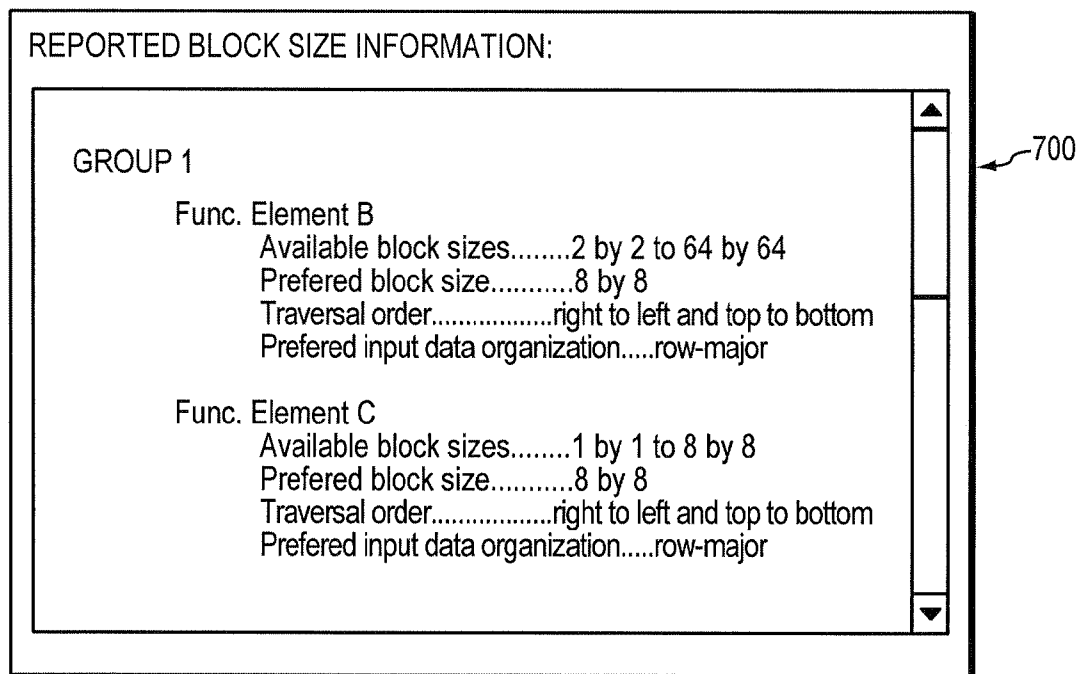 REPORTED BLOCK SIZE INFORMATION:
GROUP 1
Func. Element B
Available block sizes........2 by 2 to 64 by 64
Prefered block size...........8 by 8
Traversal order..................right to left and top to bottom
Prefered input data organization.....row-major
Func. Element C
Available block sizes........1 by 1 to 8 by 8
Prefered block size...........8 by 8
Traversal order..................right to left and top to bottom
Prefered input data organization.....row-major
700